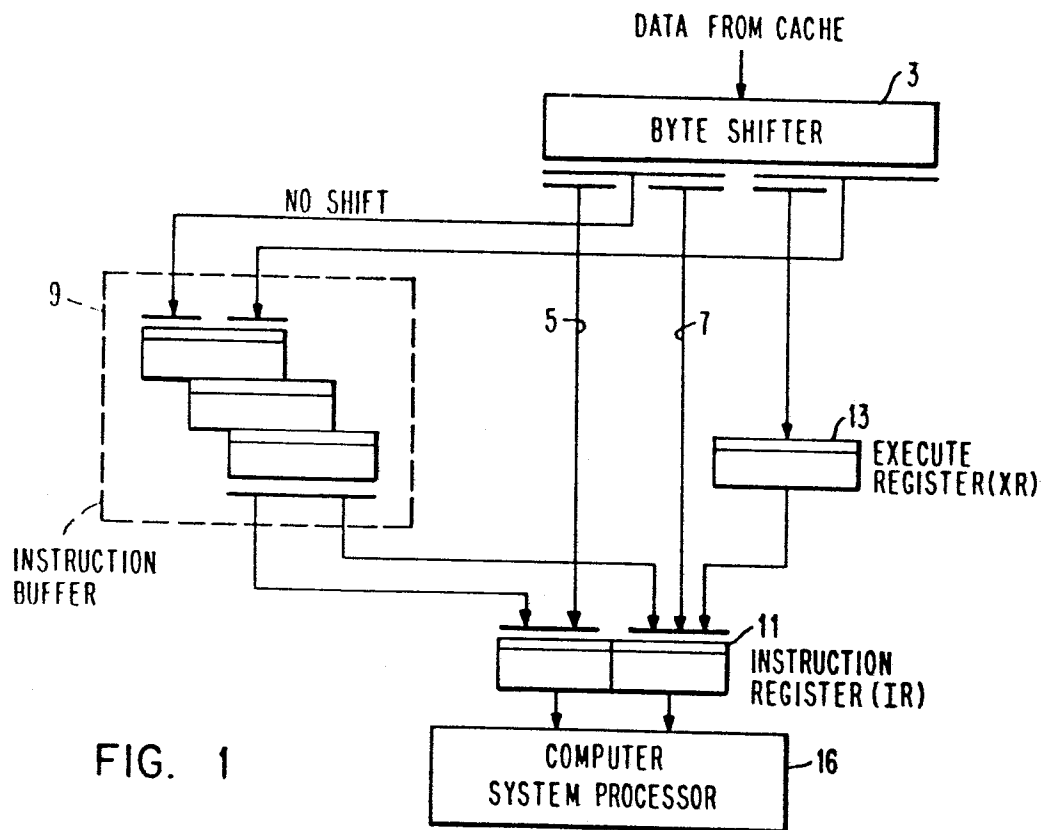 DATA FROM CACHE
3
BYTE SHIFTER
NO SHIFT
9
5
7
13
EXECUTE
REGISTER(XR)
INSTRUCTION
BUFFER
11
INSTRUCTION
REGISTER(IR)
COMPUTER
SYSTEM PROCESSOR
16
FIG. 1